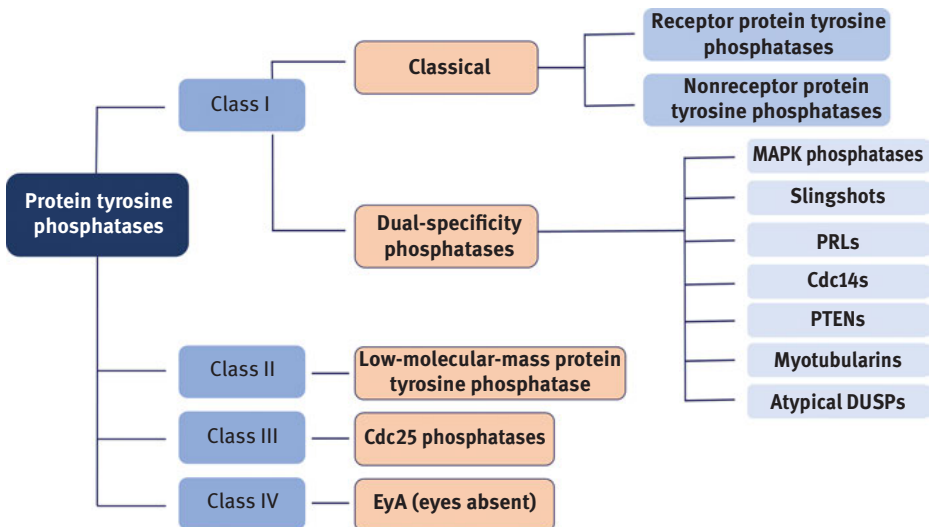 Protein tyrosine
phosphatases
Class I
Classical
Receptor protein tyrosine
phosphatases
Nonreceptor protein
tyrosine phosphatases
Dual-specificity
phosphatases
MAPK phosphatases
Slingshots
PRLs
Cdc14s
PTENs
Myotubularins
Atypical DUSPs
Class II
Low-molecular-mass protein
tyrosine phosphatase
Class III
Cdc25 phosphatases
Class IV
EyA (eyes absent)